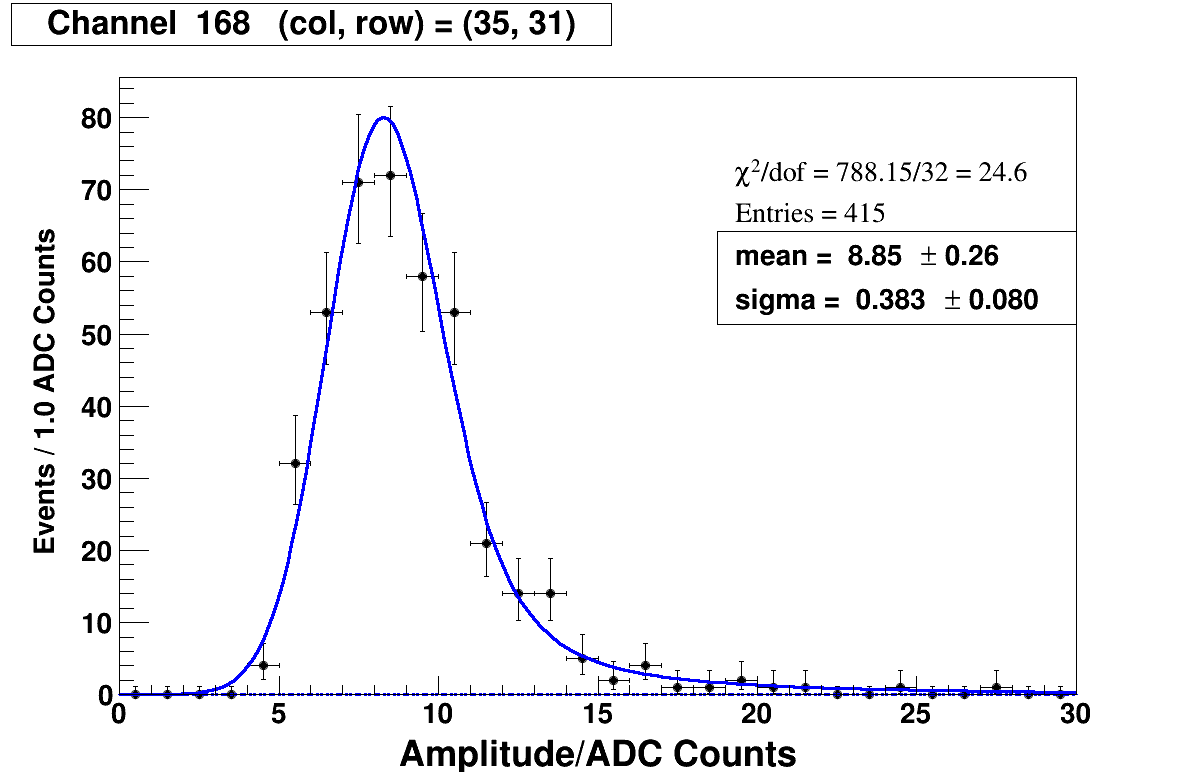 Channel 168 (col, row) = (35, 31)
χ²/dof = 788.15/32 = 24.6
Entries = 415
mean = 8.85 ± 0.26
sigma = 0.383 ± 0.080
Events / 1.0 ADC Counts
80
70
60
50
40
30
20
10
0
0 5 10 15 20 25 30
Amplitude/ADC Counts